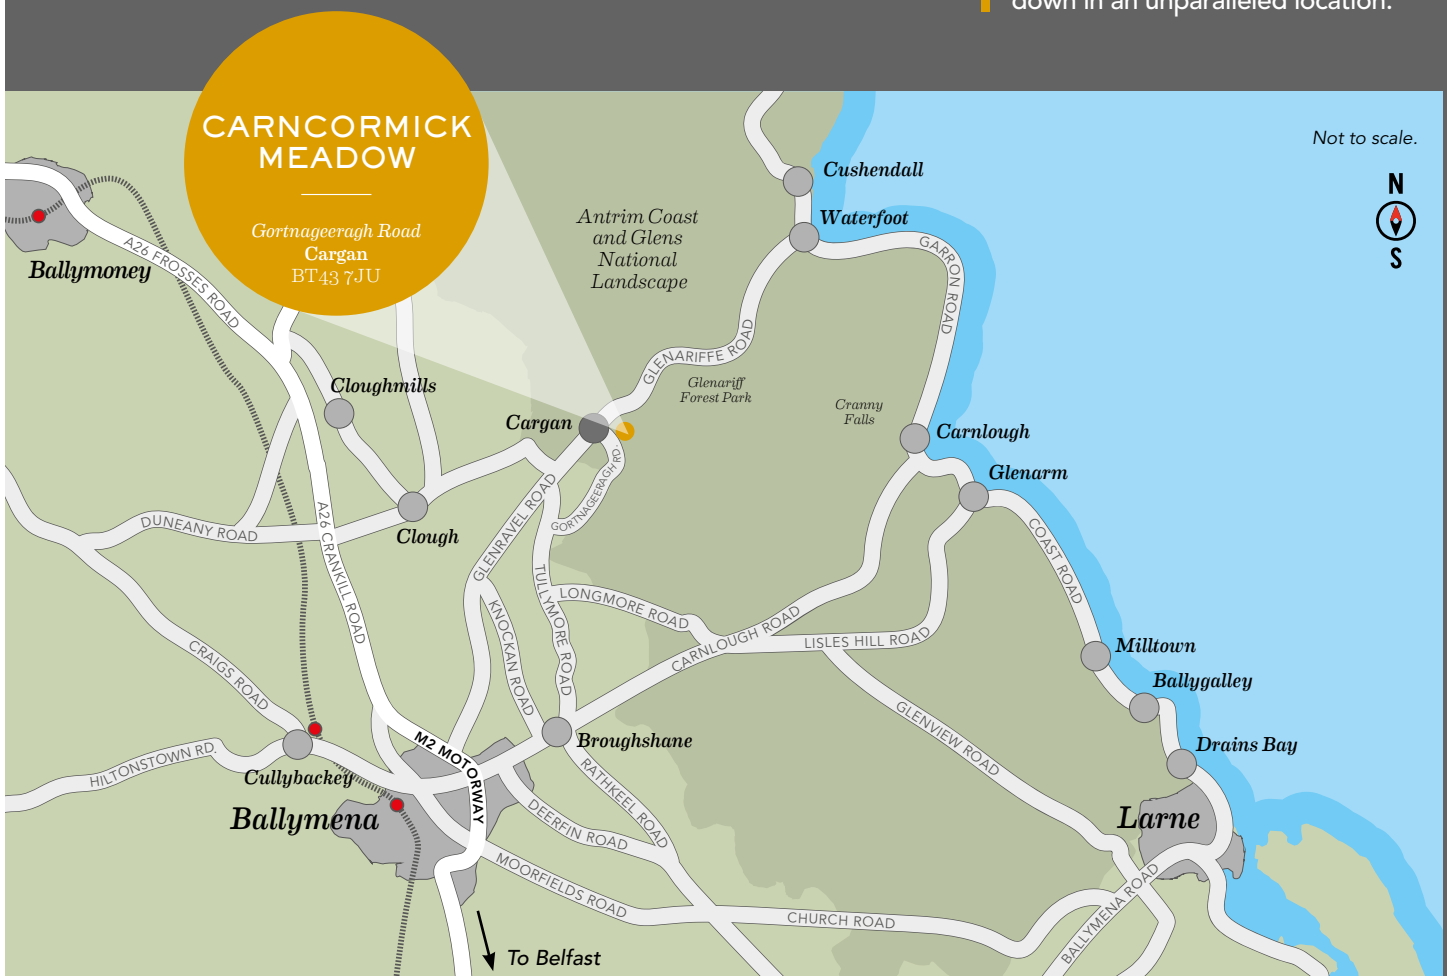 down in an unparalleled location.
CARNCORMICK
MEADOW
Gortnageeragh Road
Cargan
BT43 7JU
Not to scale.
N
S
Cushendall
Waterfoot
Antrim Coast
and Glens
National
Landscape
GARRON ROAD
Ballymoney
A26 FROSSES ROAD
GLENARIFFE ROAD
Glenariff
Forest Park
Cranny
Falls
Cloughmills
Cargan
Carnlough
Glenarm
GORTNAGEERAGH RD.
DUNEANY ROAD
A26 CRANKILL ROAD
Clough
GLENRAVEL ROAD
COAST ROAD
TULLYMORE ROAD
LONGMORE ROAD
KNOCKAN ROAD
CARNLOUGH ROAD
LISLES HILL ROAD
CRAIGS ROAD
Milltown
Ballygalley
GLENVIEW ROAD
M2 MOTORWAY
Broughshane
Drains Bay
HILTONSTOWN RD.
Cullybackey
Ballymena
RATHKEEL ROAD
DEERFIN ROAD
Larne
MOORFIELDS ROAD
CHURCH ROAD
BALLYMENA ROAD
To Belfast